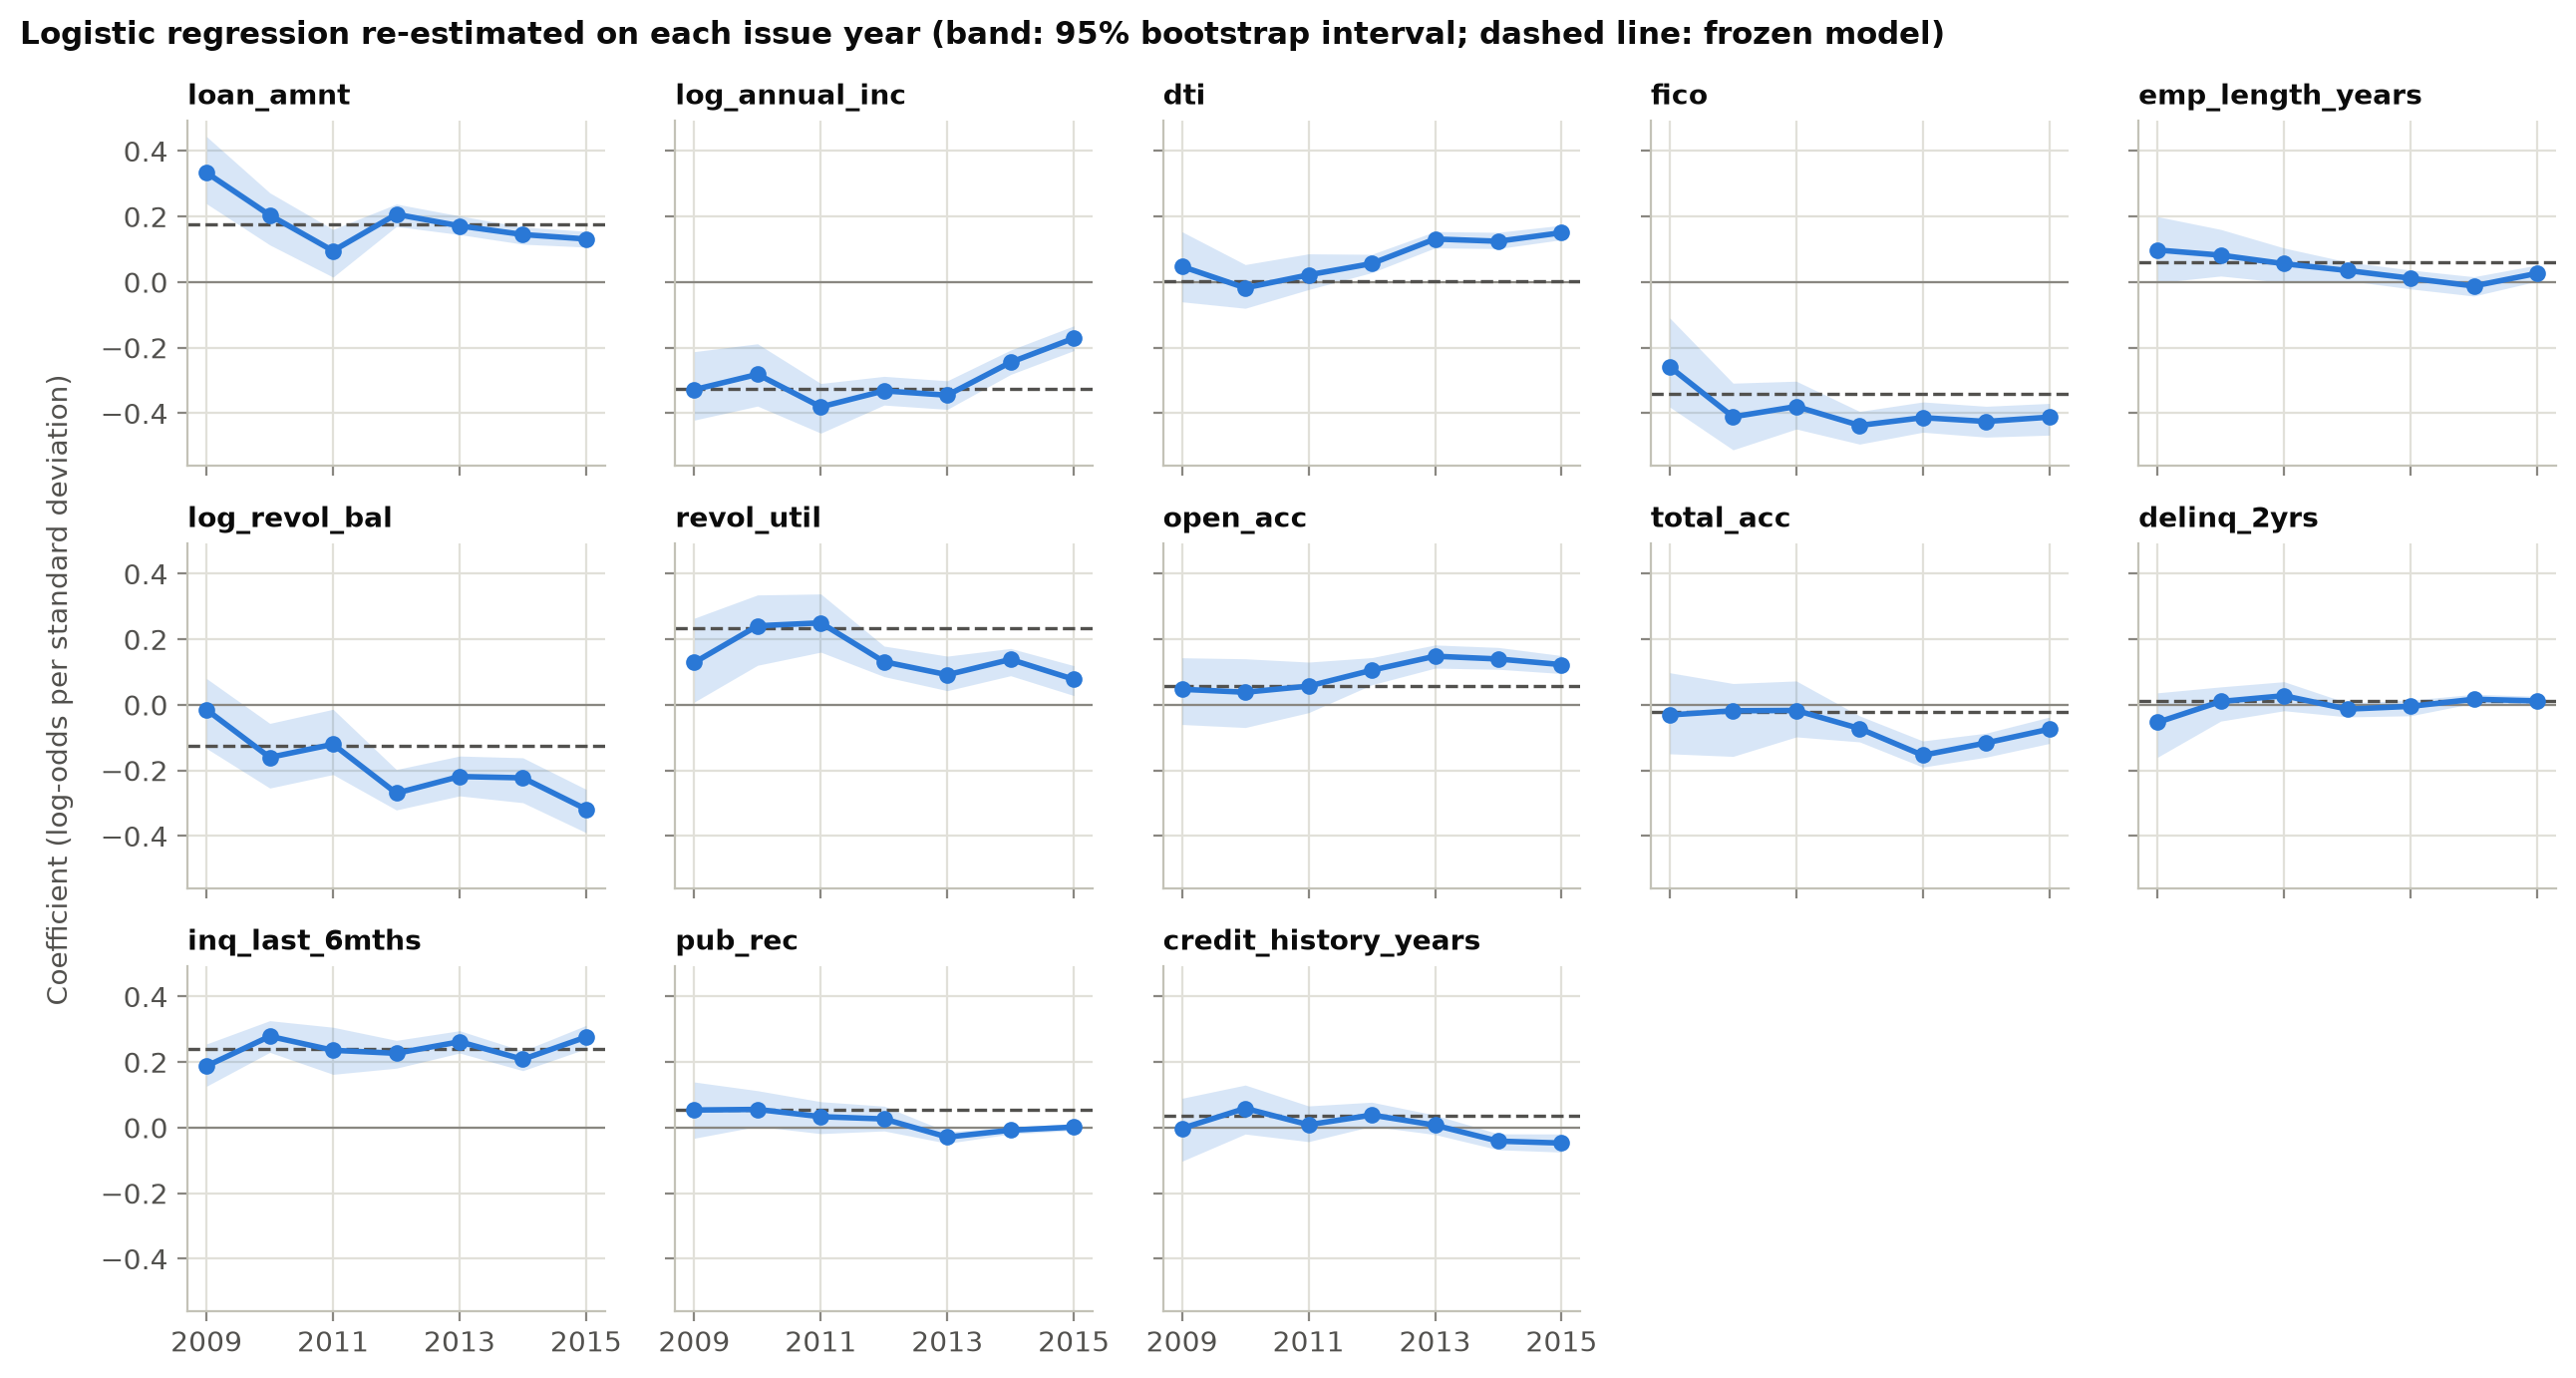 Logistic regression re-estimated on each issue year (band: 95% bootstrap interval; dashed line: frozen model)
Coefficient (log-odds per standard deviation)
loan_amnt
log_annual_inc
dti
fico
emp_length_years
0.4
0.2
0.0
−0.2
−0.4
log_revol_bal
revol_util
open_acc
total_acc
delinq_2yrs
0.4
0.2
0.0
−0.2
−0.4
inq_last_6mths
pub_rec
credit_history_years
0.4
0.2
0.0
−0.2
−0.4
2009 2011 2013 2015
2009 2011 2013 2015
2009 2011 2013 2015